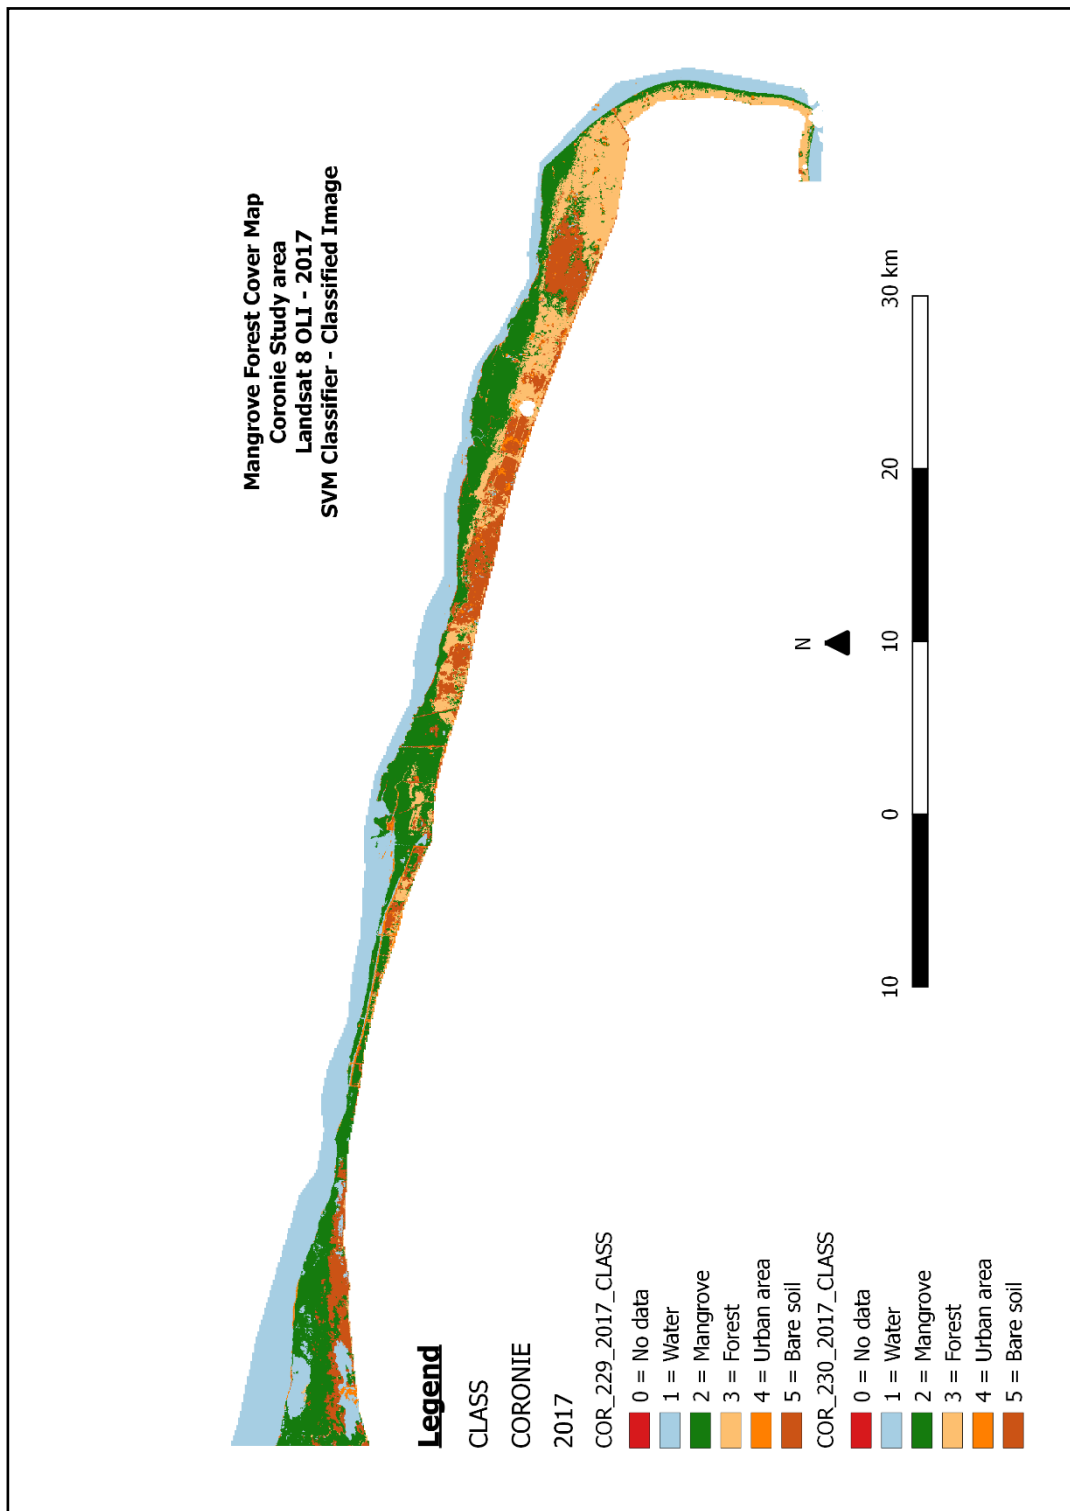 Mangrove Forest Cover Map
Coronie Study area
Landsat 8 OLI - 2017
SVM Classifier - Classified Image
N
10 0 10 20 30 km
Legend
CLASS
CORONIE
2017
COR_229_2017_CLASS
0 = No data
1 = Water
2 = Mangrove
3 = Forest
4 = Urban area
5 = Bare soil
COR_230_2017_CLASS
0 = No data
1 = Water
2 = Mangrove
3 = Forest
4 = Urban area
5 = Bare soil